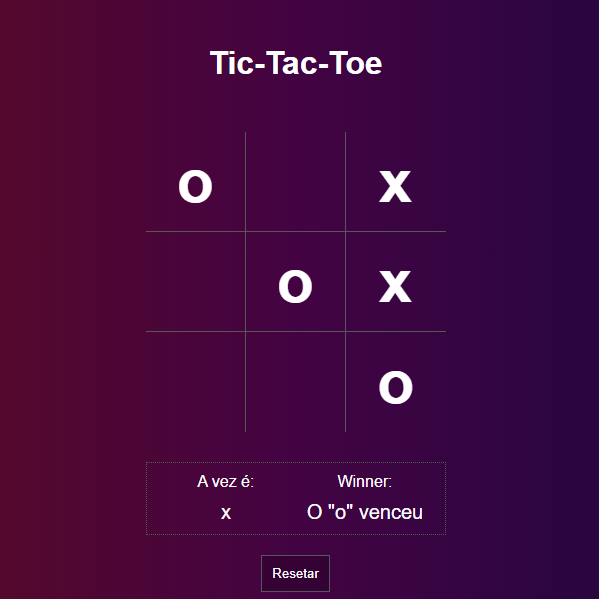 Tic-Tac-Toe
o x
o x
o
A vez é: Winner:
x O "o" venceu
Resetar